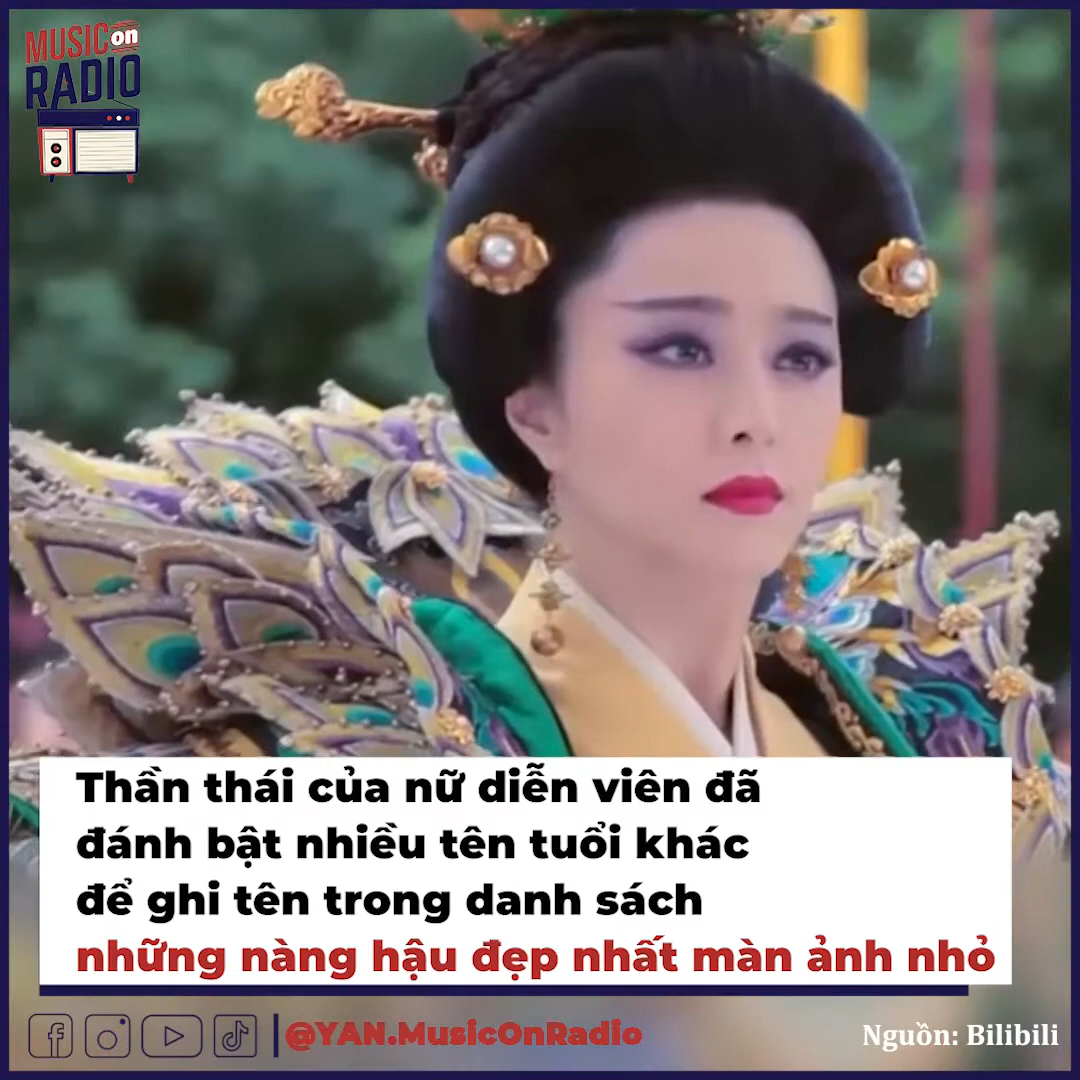 MUSIC on
RADIO
Thần thái của nữ diễn viên đã
đánh bật nhiều tên tuổi khác
để ghi tên trong danh sách
những nàng hậu đẹp nhất màn ảnh nhỏ
@YAN.MusicOnRadio
Nguồn: Bilibili